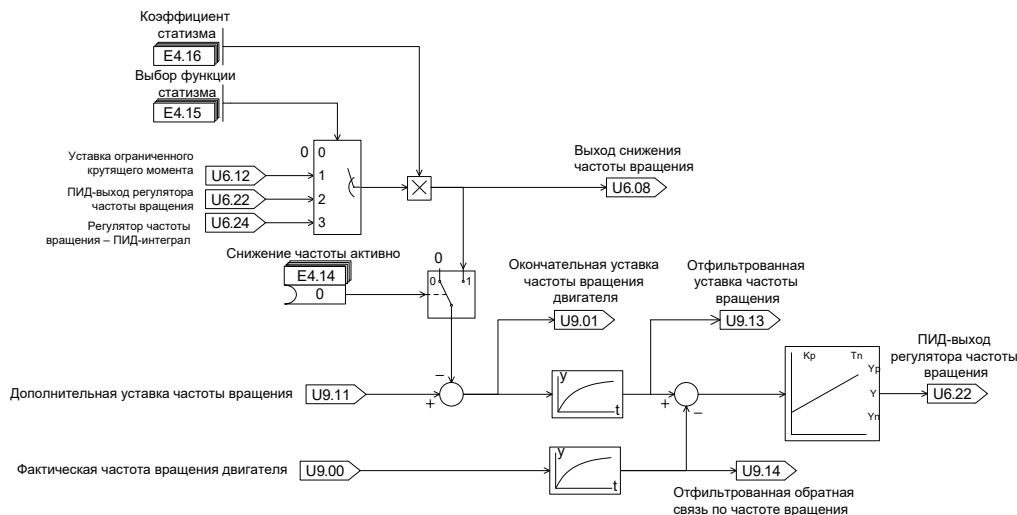 Коэффициент
статизма
E4.16
Выбор функции
статизма
E4.15
Уставка ограниченного
крутящего момента
U6.12
ПИД-выход регулятора
частоты вращения
U6.22
Регулятор частоты
вращения – ПИД-интеграл
U6.24
0
0
1
2
3
Выход снижения
частоты вращения
U6.08
Снижение частоты активно
E4.14
0
0
0
1
Окончательная уставка
частоты вращения
двигателя
U9.01
Отфильтрованная
уставка частоты
вращения
U9.13
ПИД-выход
регулятора частоты
вращения
U6.22
Kp Tn
Yp
Y
Yn
Дополнительная уставка частоты вращения
U9.11
+
–
y
t
+
–
Фактическая частота вращения двигателя
U9.00
y
t
U9.14
Отфильтрованная обратная
связь по частоте вращения